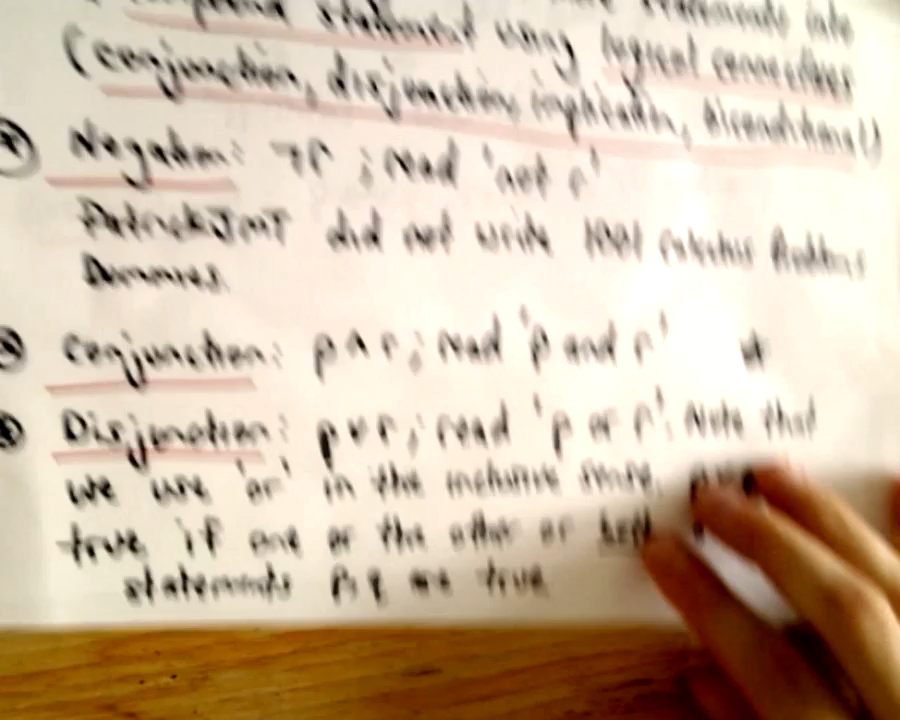 statement using logical connectives
(conjunction, disjunction, implication, biconditional)
Negation: ¬r ; read 'not r'
PatrickJMT did not write 1001 Calculus Problems
Dummies.
Conjunction: p ∧ r ; read 'p and r'
Disjunction: p ∨ r ; read 'p or r'. Note that
we use 'or' in the inclusive sense.
true if one or the other or both
statements p, q are true